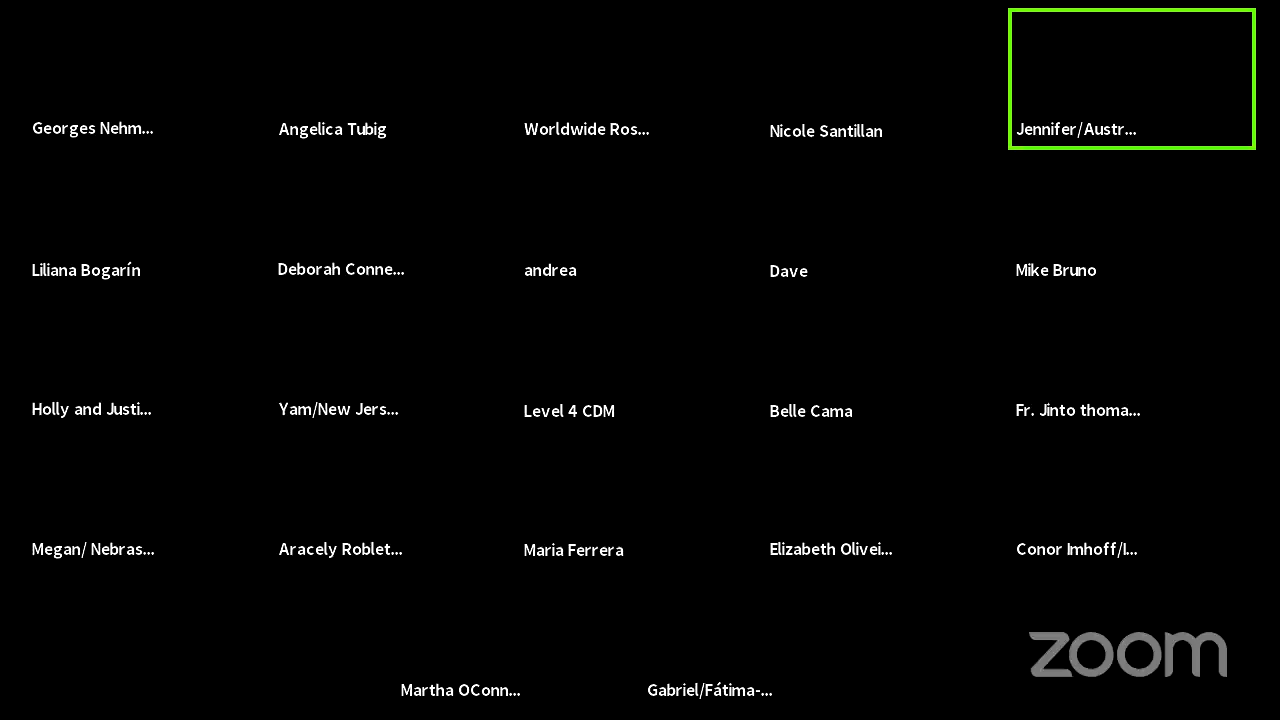 Georges Nehm...
Angelica Tubig
Worldwide Ros...
Nicole Santillan
Jennifer/Austr...
Liliana Bogarín
Deborah Conne...
andrea
Dave
Mike Bruno
Holly and Justi...
Yam/New Jers...
Level 4 CDM
Belle Cama
Fr. Jinto thoma...
Megan/ Nebras...
Aracely Roblet...
Maria Ferrera
Elizabeth Olivei...
Conor Imhoff/I...
Martha OConn...
Gabriel/Fátima-...
zoom